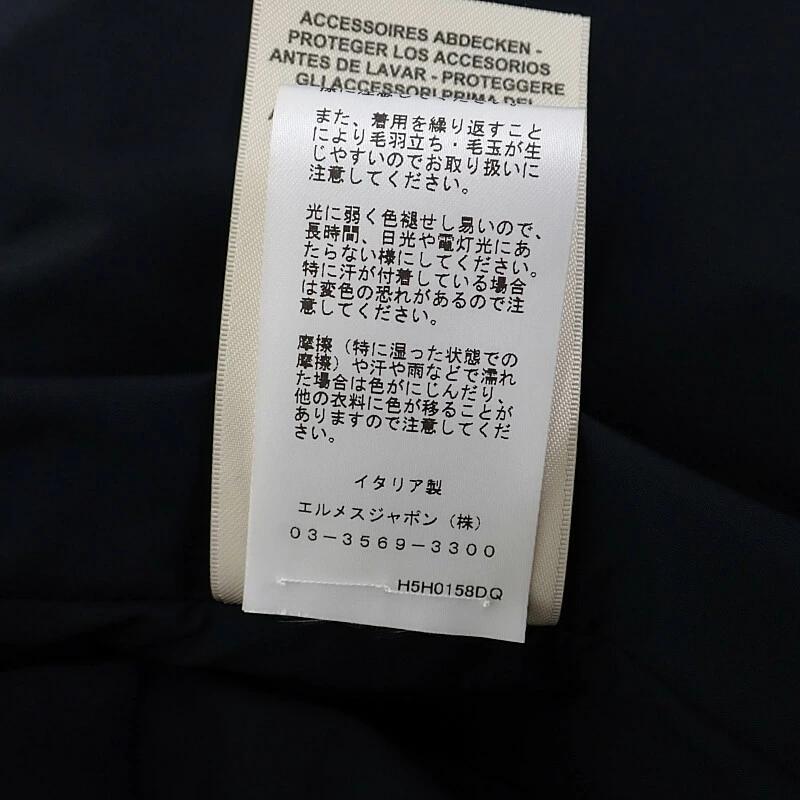 ACCESSOIRES ABDECKEN -
PROTEGER LOS ACCESORIOS
ANTES DE LAVAR - PROTEGGERE
GLI ACCESSORI PRIMA DEL
また、着用を繰り返すこと
により毛羽立ち・毛玉が生
じやすいのでお取り扱いに
注意してください。
光に弱く色褪せし易いので、
長時間、日光や電灯光にあ
たらない様にしてください。
特に汗が付着している場合
は変色の恐れがあるので注
意してください。
摩擦（特に湿った状態での
摩擦）や汗や雨などで濡れ
た場合は色がにじんだり、
他の衣料に色が移ることが
ありますので注意してくだ
さい。
イタリア製
エルメスジャポン（株）
０３－３５６９－３３００
H5H0158DQ